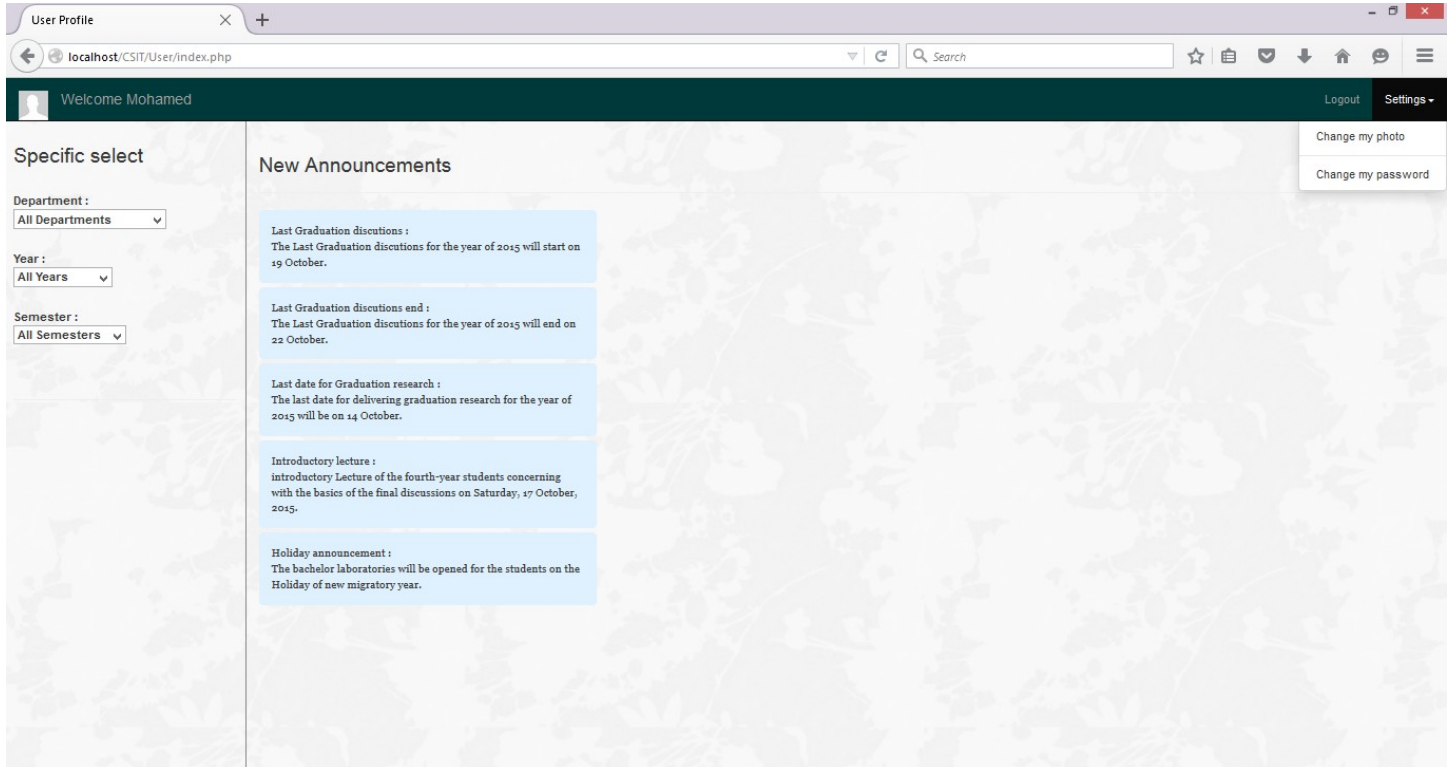 User Profile
localhost/CSIT/User/index.php
Search
Welcome Mohamed
Logout
Settings
Change my photo
Change my password
Specific select
Department :
All Departments
Year :
All Years
Semester :
All Semesters
New Announcements
Last Graduation discutions :
The Last Graduation discutions for the year of 2015 will start on
19 October.
Last Graduation discutions end :
The Last Graduation discutions for the year of 2015 will end on
22 October.
Last date for Graduation research :
The last date for delivering graduation research for the year of
2015 will be on 14 October.
Introductory lecture :
introductory Lecture of the fourth-year students concerning
with the basics of the final discussions on Saturday, 17 October,
2015.
Holiday announcement :
The bachelor laboratories will be opened for the students on the
Holiday of new migratory year.